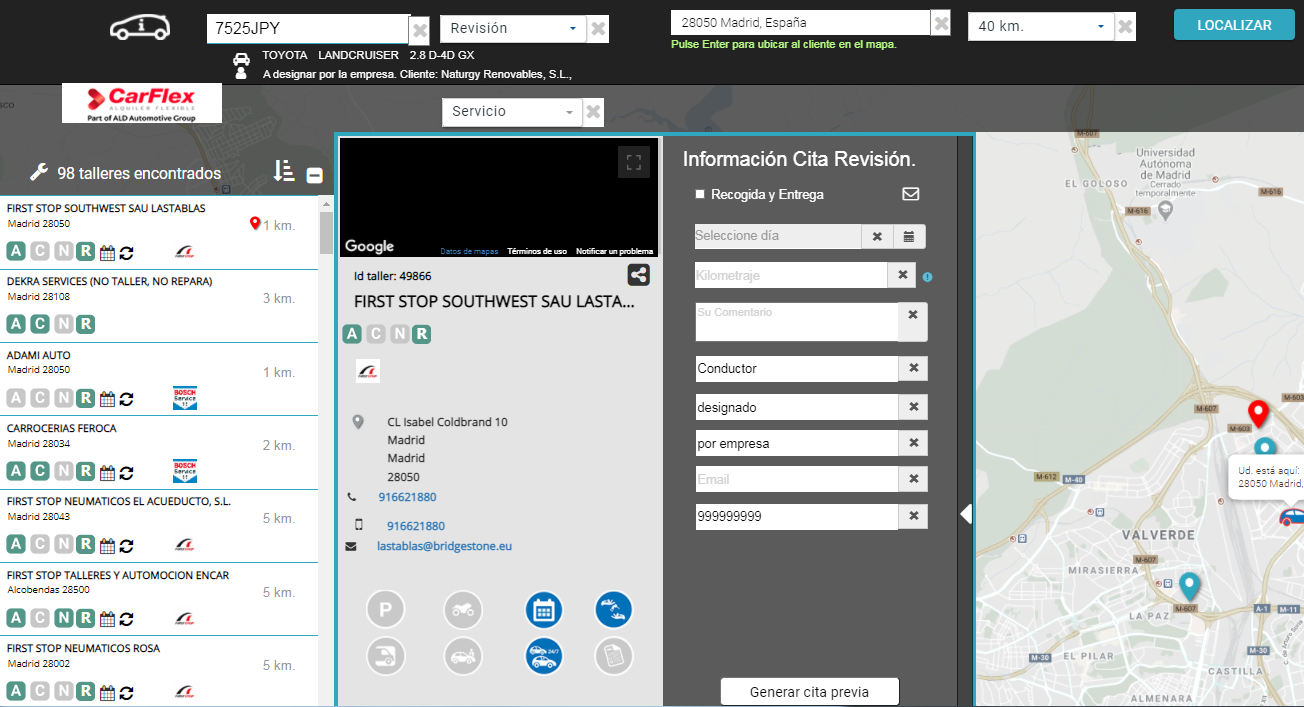 7525JPY
Revisión
28050 Madrid, España
40 km.
LOCALIZAR
Pulse Enter para ubicar al cliente en el mapa.
TOYOTA LANDCRUISER 2.8 D-4D GX
A designar por la empresa. Cliente: Naturgy Renovables, S.L.,
CarFlex
ALQUILER FLEXIBLE
Part of ALD Automotive Group
Servicio
98 talleres encontrados
FIRST STOP SOUTHWEST SAU LASTABLAS
Madrid 28050
1 km.
A C N R
DEKRA SERVICES (NO TALLER, NO REPARA)
Madrid 28108
3 km.
A C N R
ADAMI AUTO
Madrid 28050
1 km.
A C N R
BOSCH
Service
CARROCERIAS FEROCA
Madrid 28034
2 km.
A C N R
BOSCH
Service
FIRST STOP NEUMATICOS EL ACUEDUCTO, S.L.
Madrid 28043
5 km.
A C N R
FIRST STOP TALLERES Y AUTOMOCION ENCAR
Alcobendas 28500
5 km.
A C N R
FIRST STOP NEUMATICOS ROSA
Madrid 28002
5 km.
A C N R
Google
Datos de mapas
Términos de uso
Notificar un problema
Id taller: 49866
FIRST STOP SOUTHWEST SAU LASTA...
A C N R
CL Isabel Coldbrand 10
Madrid
Madrid
28050
916621880
916621880
lastablas@bridgestone.eu
P
24/7
Información Cita Revisión.
Recogida y Entrega
Seleccione día
Kilometraje
Su Comentario
Conductor
designado
por empresa
Email
999999999
Generar cita previa
M-607
Universidad
Autónoma
de Madrid
Cerrado
temporalmente
EL GOLOSO
M-616
M-616
M-607
M-603
M-603
Ud. está aquí:
28050 Madrid,
M-612
M-40
VALVERDE
M-607
MIRASIERRA
M-607
LA PAZ
A-1
M-11
M-30
EL PILAR
M-30
CASTILLA
ALMENARA
C. de Arturo Soria